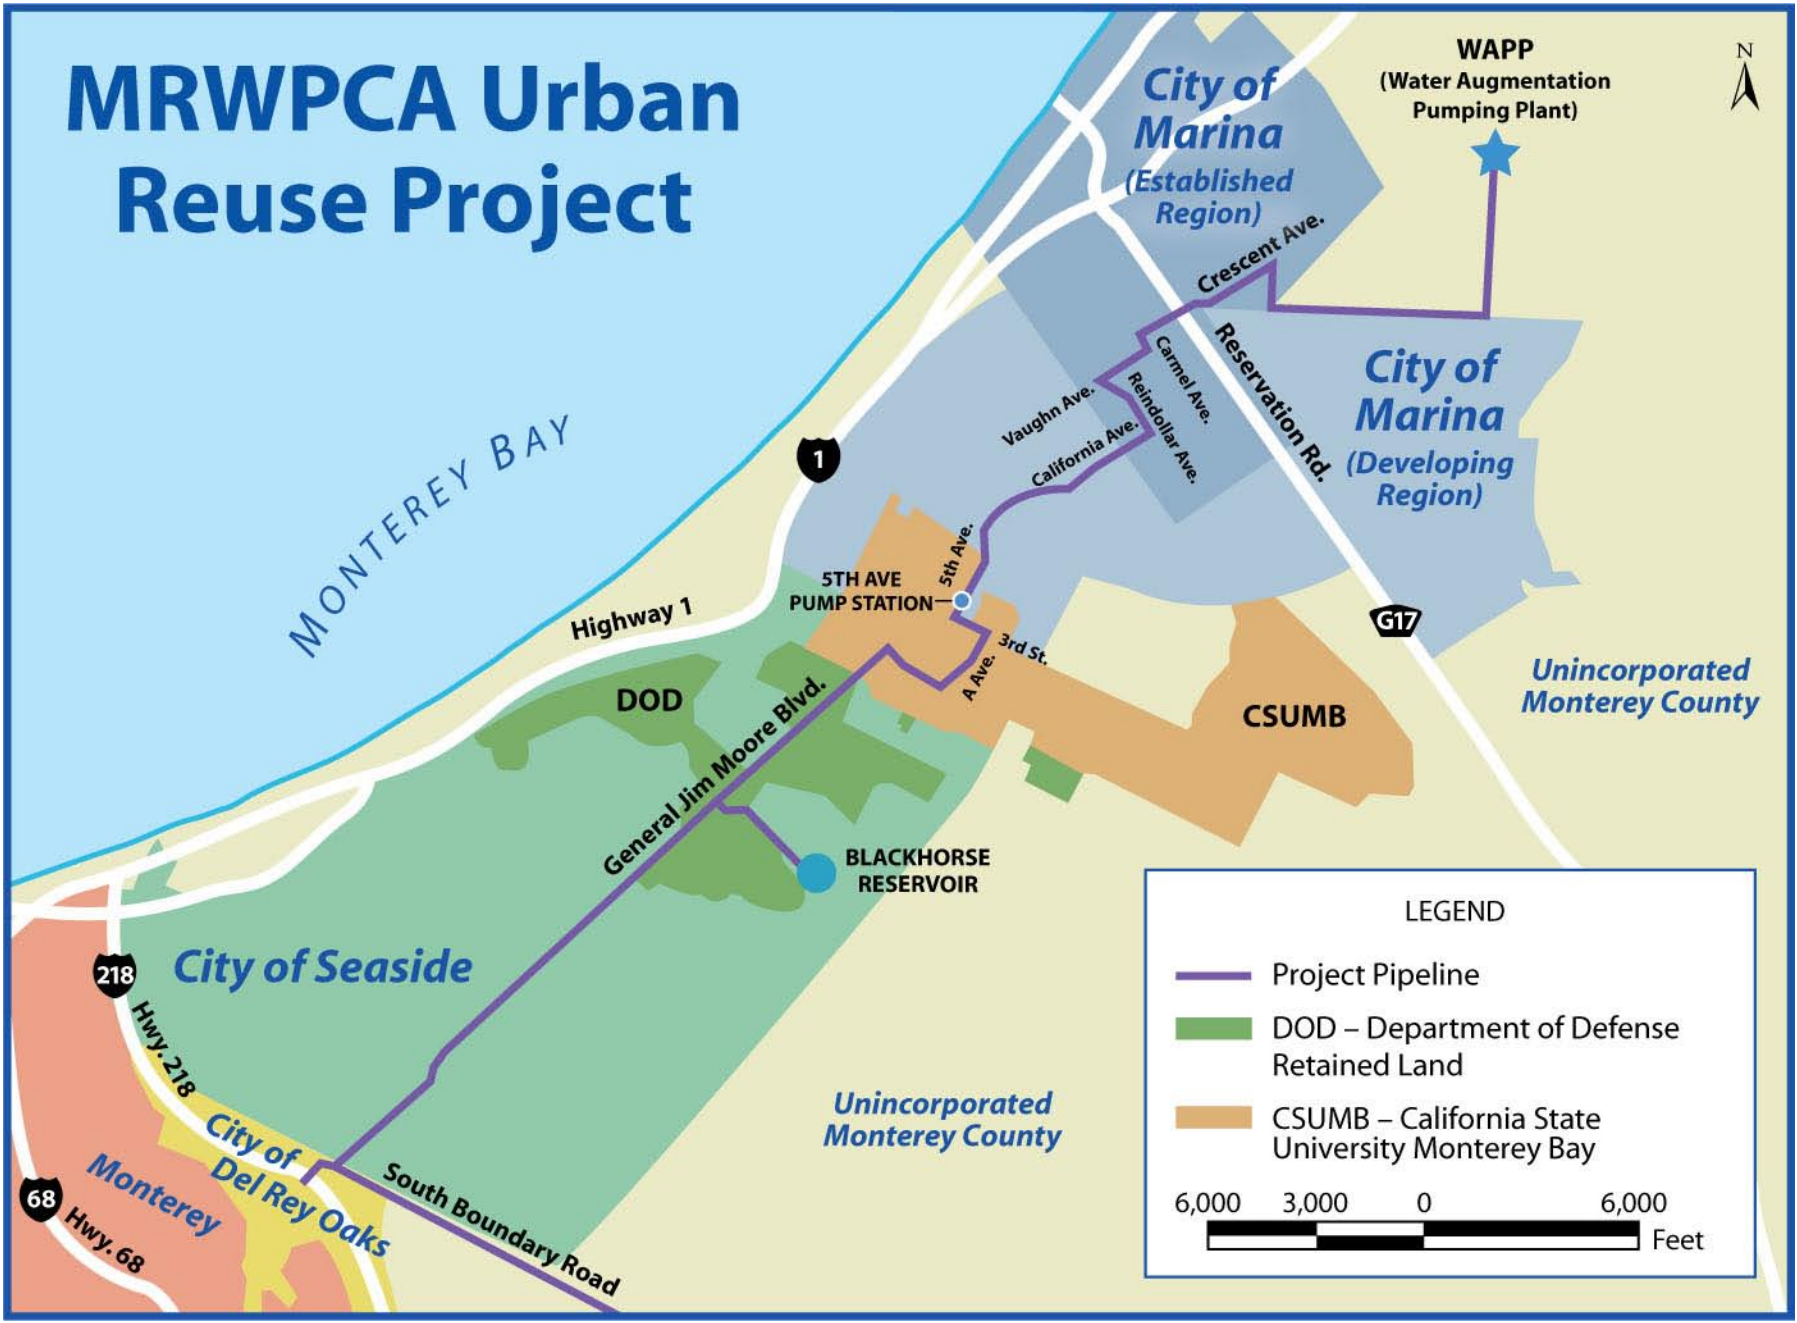 MRWPCA Urban
Reuse Project
WAPP
(Water Augmentation
Pumping Plant)
N
City of
Marina
(Established
Region)
Crescent Ave.
Carmel Ave.
Reservation Rd.
City of
Marina
(Developing
Region)
Reindollar Ave.
Vaughn Ave.
California Ave.
MONTEREY BAY
1
5th Ave.
5TH AVE
PUMP STATION
Highway 1
3rd St.
A Ave.
G17
Unincorporated
Monterey County
DOD
CSUMB
General Jim Moore Blvd.
BLACKHORSE
RESERVOIR
City of Seaside
218
Hwy. 218
City of
Del Rey Oaks
Monterey
68
Hwy. 68
South Boundary Road
Unincorporated
Monterey County
LEGEND
Project Pipeline
DOD – Department of Defense
Retained Land
CSUMB – California State
University Monterey Bay
6,000 3,000 0 6,000
Feet